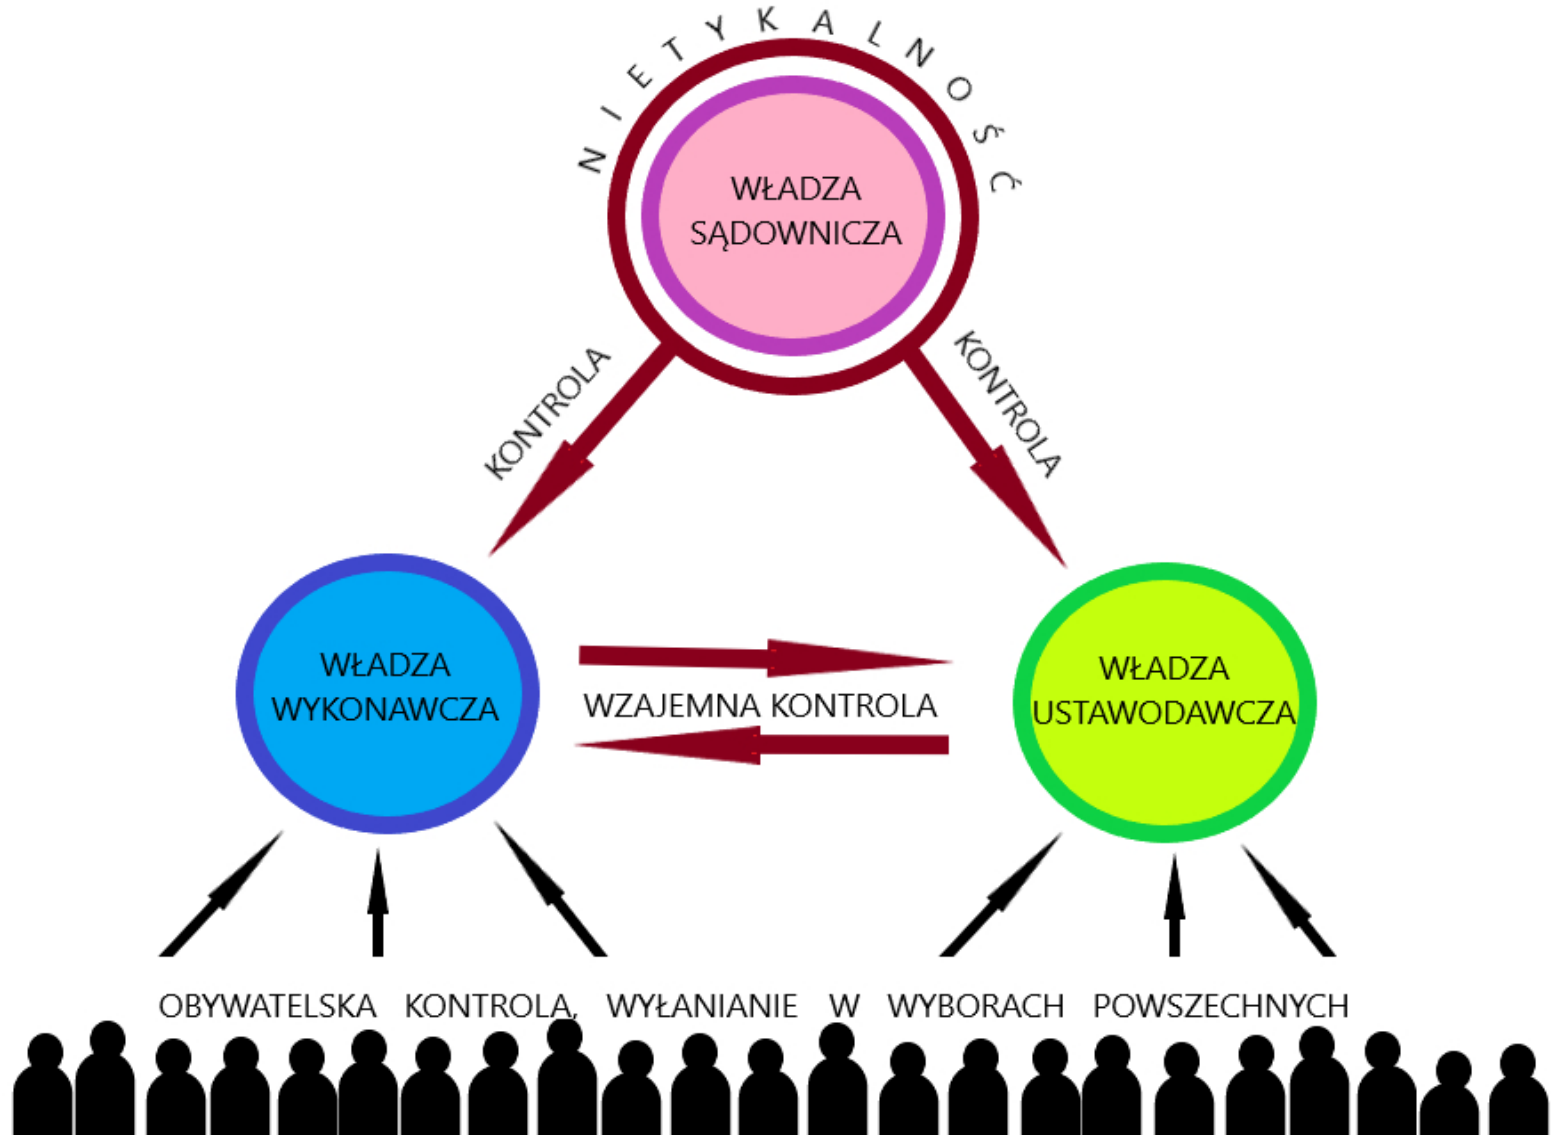 NIETYKALNOŚĆ
WŁADZA
SĄDOWNICZA
KONTROLA
KONTROLA
WŁADZA
WYKONAWCZA
WZAJEMNA KONTROLA
WŁADZA
USTAWODAWCZA
OBYWATELSKA KONTROLA, WYŁANIANIE W WYBORACH POWSZECHNYCH